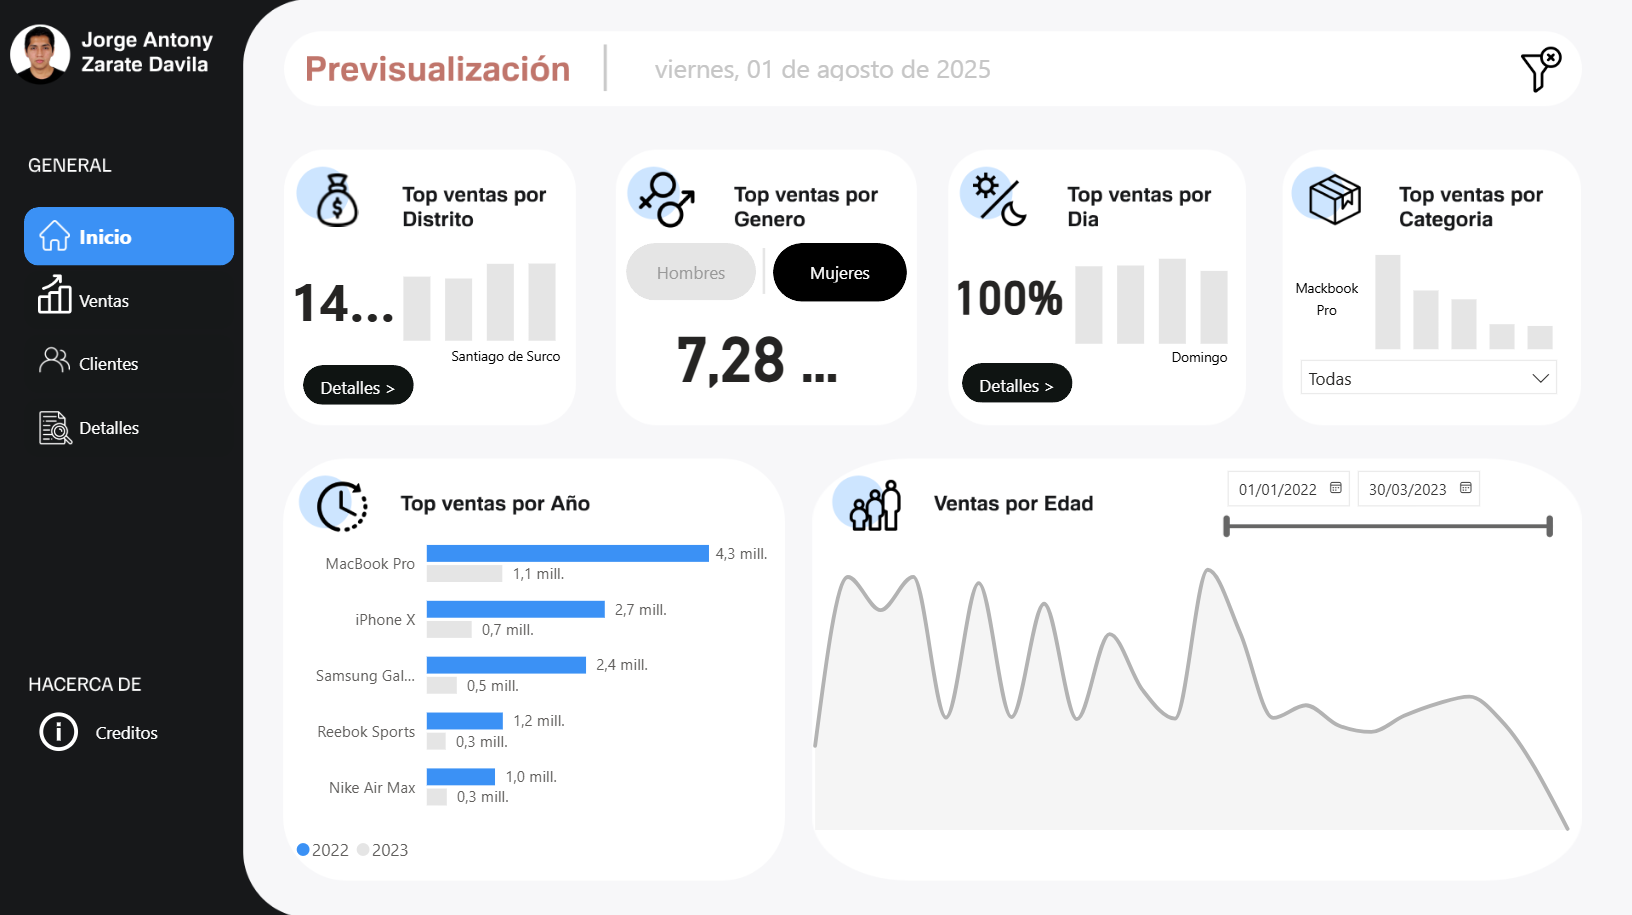 Jorge Antony
Zarate Davila
GENERAL
Inicio
Ventas
Clientes
Detalles
HACERCA DE
Creditos
Previsualización
viernes, 01 de agosto de 2025
Top ventas por
Distrito
14...
Santiago de Surco
Detalles >
Top ventas por
Genero
Hombres
Mujeres
7,28 ...
Top ventas por
Dia
100%
Domingo
Detalles >
Top ventas por
Categoria
Mackbook
Pro
Todas
Top ventas por Año
MacBook Pro
4,3 mill.
1,1 mill.
iPhone X
2,7 mill.
0,7 mill.
Samsung Gal...
2,4 mill.
0,5 mill.
Reebok Sports
1,2 mill.
0,3 mill.
Nike Air Max
1,0 mill.
0,3 mill.
2022 2023
Ventas por Edad
01/01/2022 30/03/2023